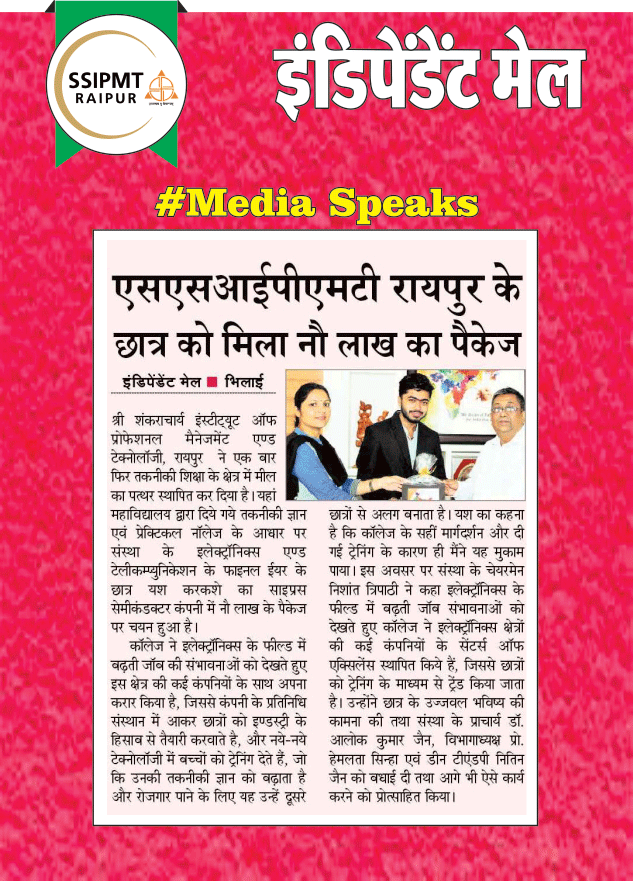 SSIPMT
RAIPUR
इंडिपेंडैंट मेल
#Media Speaks
एसएसआईपीएमटी रायपुर के
छात्र को मिला नौ लाख का पैकेज
इंडिपेंडेंट मेल ■ भिलाई
श्री शंकराचार्य इंस्टीट्यूट ऑफ
प्रोफेशनल मैनेजमेंट एण्ड
टेक्नोलॉजी, रायपुर ने एक बार
फिर तकनीकी शिक्षा के क्षेत्र में मील
का पत्थर स्थापित कर दिया है। यहां
महाविद्यालय द्वारा दिये गये तकनीकी ज्ञान
एवं प्रेक्टिकल नॉलेज के आधार पर
संस्था के इलेक्ट्रॉनिक्स एण्ड
टेलीकम्युनिकेशन के फाइनल ईयर के
छात्र यश करकशे का साइप्रस
सेमीकंडक्टर कंपनी में नौ लाख के पैकेज
पर चयन हुआ है।
कॉलेज ने इलेक्ट्रॉनिक्स के फील्ड में
बढ़ती जॉब की संभावनाओं को देखते हुए
इस क्षेत्र की कई कंपनियों के साथ अपना
करार किया है, जिससे कंपनी के प्रतिनिधि
संस्थान में आकर छात्रों को इण्डस्ट्री के
हिसाब से तैयारी करवाते है, और नये-नये
टेक्नोलॉजी में बच्चों को ट्रेनिंग देते हैं, जो
कि उनकी तकनीकी ज्ञान को बढ़ाता है
और रोजगार पाने के लिए यह उन्हें दूसरे
छात्रों से अलग बनाता है। यश का कहना
है कि कॉलेज के सहीं मार्गदर्शन और दी
गई ट्रेनिंग के कारण ही मैंने यह मुकाम
पाया। इस अवसर पर संस्था के चेयरमेन
निशांत त्रिपाठी ने कहा इलेक्ट्रॉनिक्स के
फील्ड में बढ़ती जॉब संभावनाओं को
देखते हुए कॉलेज ने इलेक्ट्रॉनिक्स क्षेत्रों
की कई कंपनियों के सेंटर्स ऑफ
एक्सिलेंस स्थापित किये हैं, जिससे छात्रों
को ट्रेनिंग के माध्यम से ट्रेंड किया जाता
है। उन्होंने छात्र के उज्जवल भविष्य की
कामना की तथा संस्था के प्राचार्य डॉ.
आलोक कुमार जैन, विभागाध्यक्ष प्रो.
हेमलता सिन्हा एवं डीन टीएंडपी नितिन
जैन को बधाई दी तथा आगे भी ऐसे कार्य
करने को प्रोत्साहित किया।